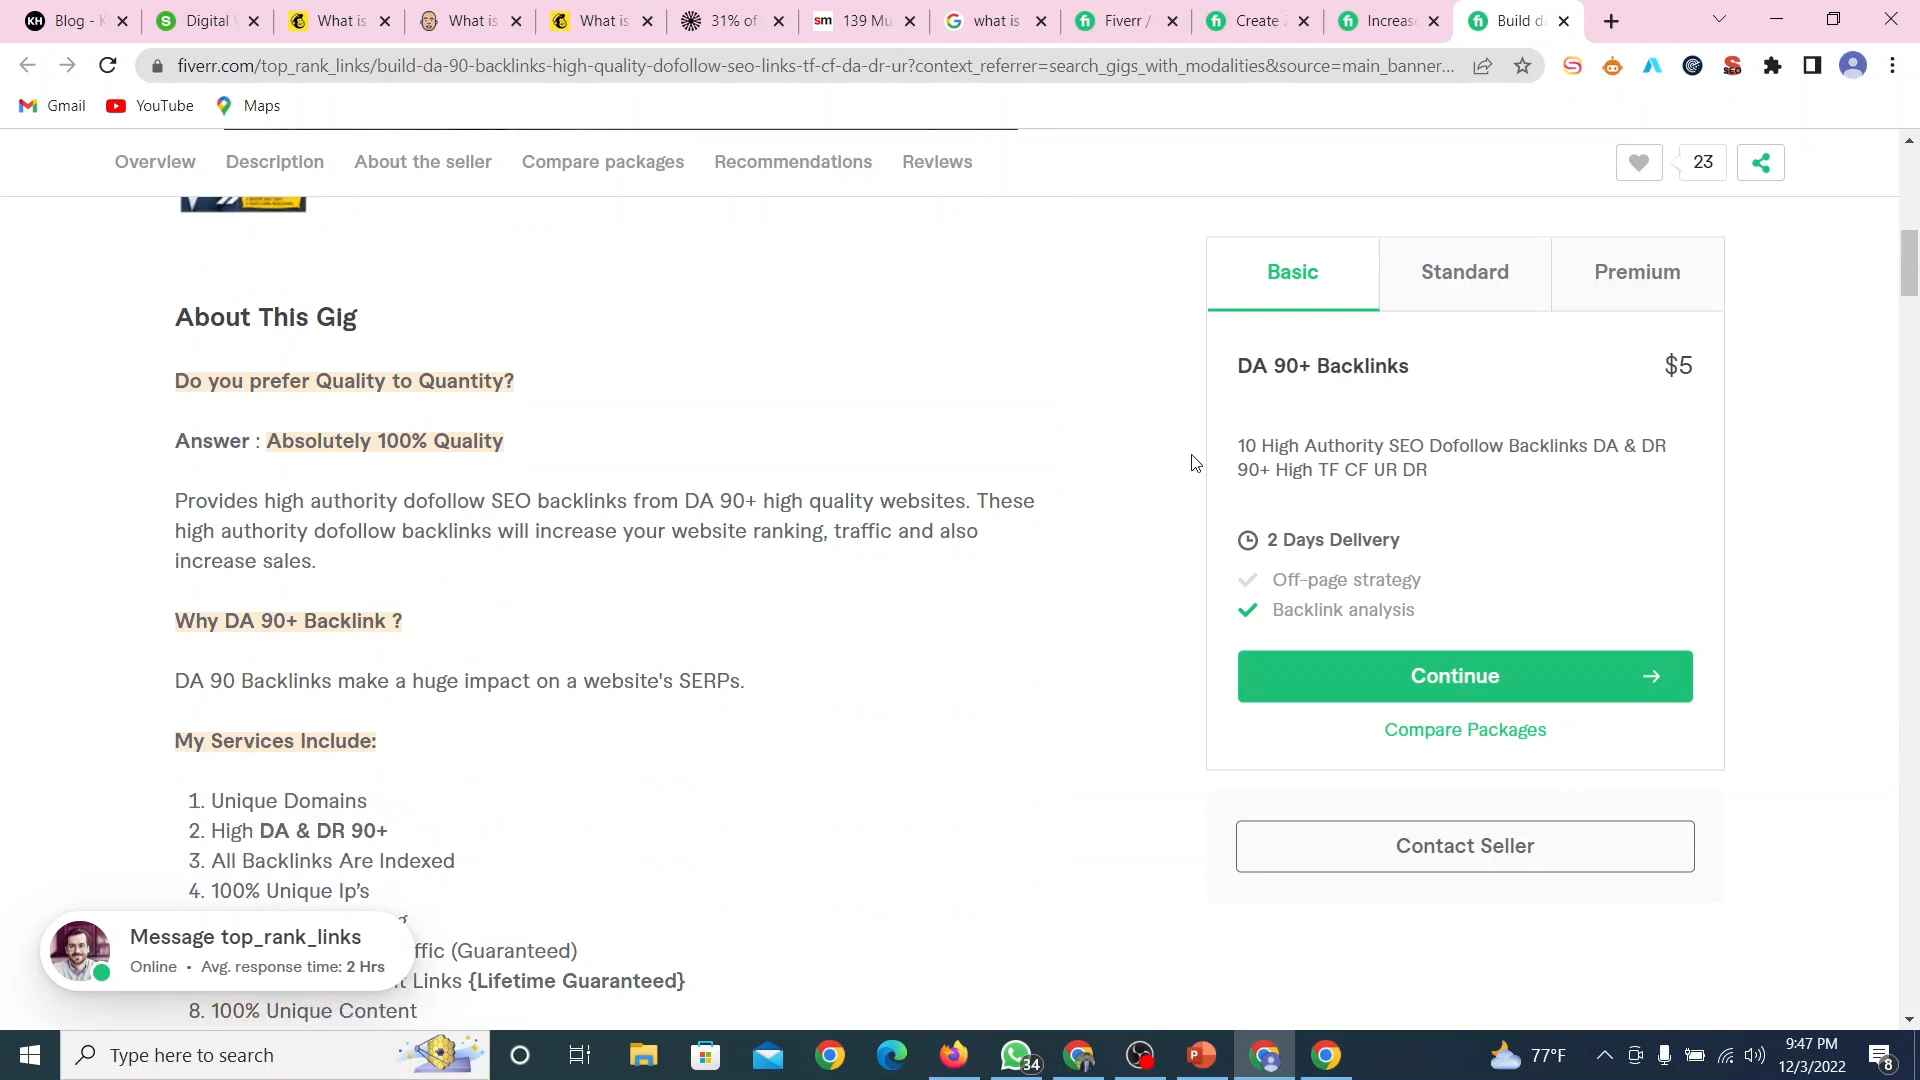 Blog - K
Digital
What is
What is
What is
31% of
139 Mu
what is
Fiverr /
Create
Increase
Build d
fiverr.com/top_rank_links/build-da-90-backlinks-high-quality-dofollow-seo-links-tf-cf-da-dr-ur?context_referrer=search_gigs_with_modalities&source=main_banner...
Gmail
YouTube
Maps
Overview
Description
About the seller
Compare packages
Recommendations
Reviews
23
About This Gig
Do you prefer Quality to Quantity?
Answer : Absolutely 100% Quality
Provides high authority dofollow SEO backlinks from DA 90+ high quality websites. These
high authority dofollow backlinks will increase your website ranking, traffic and also
increase sales.
Why DA 90+ Backlink ?
DA 90 Backlinks make a huge impact on a website's SERPs.
My Services Include:
1. Unique Domains
2. High DA & DR 90+
3. All Backlinks Are Indexed
4. 100% Unique Ip's
ffic (Guaranteed)
t Links {Lifetime Guaranteed}
8. 100% Unique Content
Basic
Standard
Premium
DA 90+ Backlinks
$5
10 High Authority SEO Dofollow Backlinks DA & DR
90+ High TF CF UR DR
2 Days Delivery
Off-page strategy
Backlink analysis
Continue
Compare Packages
Contact Seller
Message top_rank_links
Online • Avg. response time: 2 Hrs
Type here to search
34
77°F
9:47 PM
12/3/2022
8